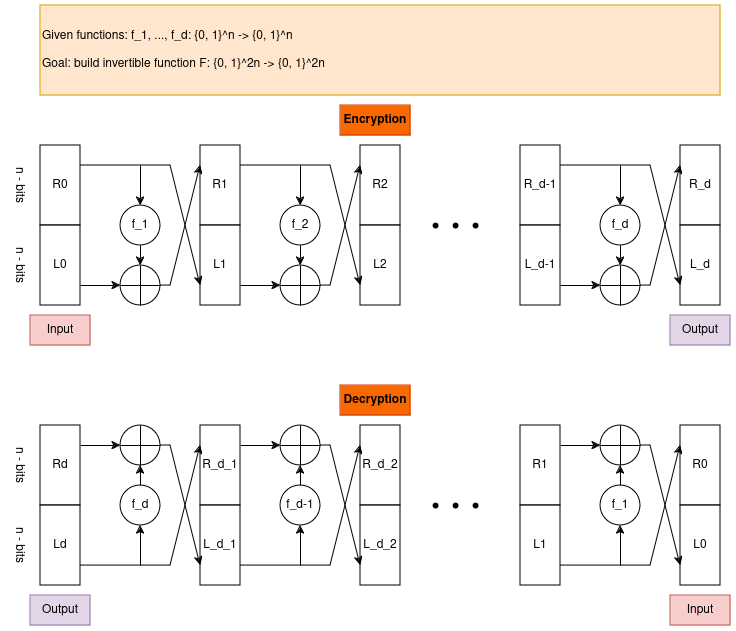 Given functions: f_1, ..., f_d: {0, 1}^n -> {0, 1}^n
Goal: build invertible function F: {0, 1}^2n -> {0, 1}^2n
Encryption
n - bits
R0
f_1
R1
f_2
R2
R_d-1
f_d
R_d
n - bits
L0
L1
L2
L_d-1
L_d
Input
Output
Decryption
n - bits
Rd
R_d_1
R_d_2
R1
R0
f_d
f_d-1
f_1
n - bits
Ld
L_d_1
L_d_2
L1
L0
Output
Input